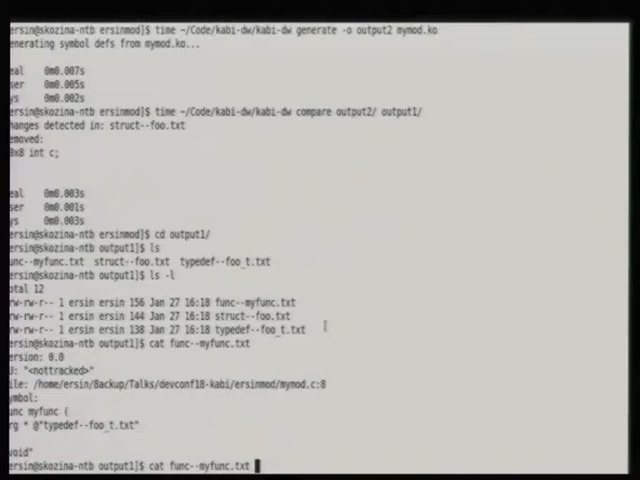 ersin@skozina-ntb ersinmod]$ time ~/Code/kabi-dw/kabi-dw generate -o output2 mymod.ko
enerating symbol defs from mymod.ko...
eal 0m0.007s
ser 0m0.005s
ys 0m0.002s
ersin@skozina-ntb ersinmod]$ time ~/Code/kabi-dw/kabi-dw compare output2/ output1/
hanges detected in: struct--foo.txt
emoved:
0x8 int c;
eal 0m0.003s
ser 0m0.001s
ys 0m0.003s
ersin@skozina-ntb ersinmod]$ cd output1/
ersin@skozina-ntb output1]$ ls
unc--myfunc.txt struct--foo.txt typedef--foo_t.txt
ersin@skozina-ntb output1]$ ls -l
otal 12
rw-rw-r-- 1 ersin ersin 156 Jan 27 16:18 func--myfunc.txt
rw-rw-r-- 1 ersin ersin 144 Jan 27 16:18 struct--foo.txt
rw-rw-r-- 1 ersin ersin 138 Jan 27 16:18 typedef--foo_t.txt
ersin@skozina-ntb output1]$ cat func--myfunc.txt
ersion: 0.0
U: "<nottracked>"
ile: /home/ersin/Backup/Talks/devconf18-kabi/ersinmod/mymod.c:8
ymbol:
unc myfunc (
rg * @"typedef--foo_t.txt"
void"
ersin@skozina-ntb output1]$ cat func--myfunc.txt